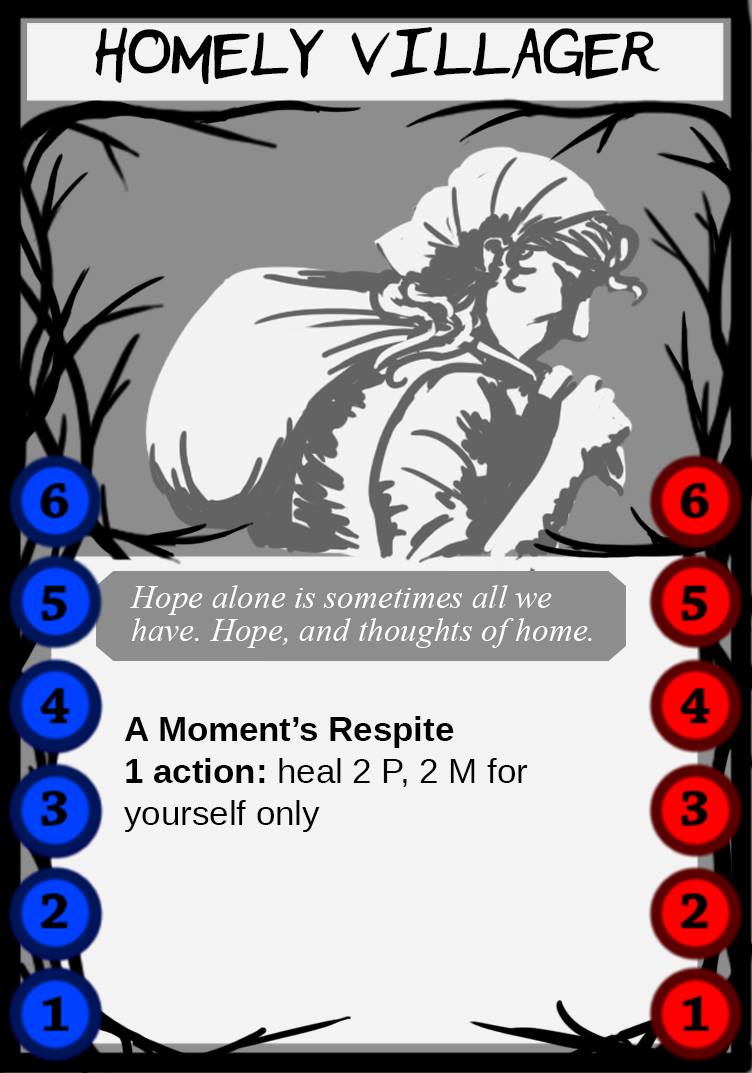 HOMELY VILLAGER
6 6
Hope alone is sometimes all we
5 5
have. Hope, and thoughts of home.
4 4
A Moment’s Respite
1 action: heal 2 P, 2 M for
yourself only
3 3
2 2
1 1